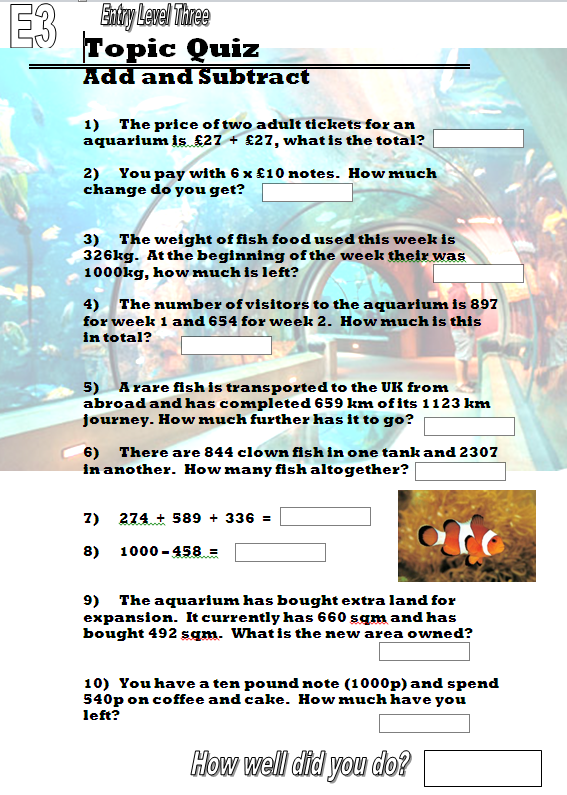 E3
Entry Level Three
Topic Quiz
Add and Subtract
1) The price of two adult tickets for an
aquarium is £27 + £27, what is the total?
2) You pay with 6 x £10 notes. How much
change do you get?
3) The weight of fish food used this week is
326kg. At the beginning of the week their was
1000kg, how much is left?
4) The number of visitors to the aquarium is 897
for week 1 and 654 for week 2. How much is this
in total?
5) A rare fish is transported to the UK from
abroad and has completed 659 km of its 1123 km
journey. How much further has it to go?
6) There are 844 clown fish in one tank and 2307
in another. How many fish altogether?
7) 274 + 589 + 336 =
8) 1000 - 458 =
9) The aquarium has bought extra land for
expansion. It currently has 660 sqm and has
bought 492 sqm. What is the new area owned?
10) You have a ten pound note (1000p) and spend
540p on coffee and cake. How much have you
left?
How well did you do?